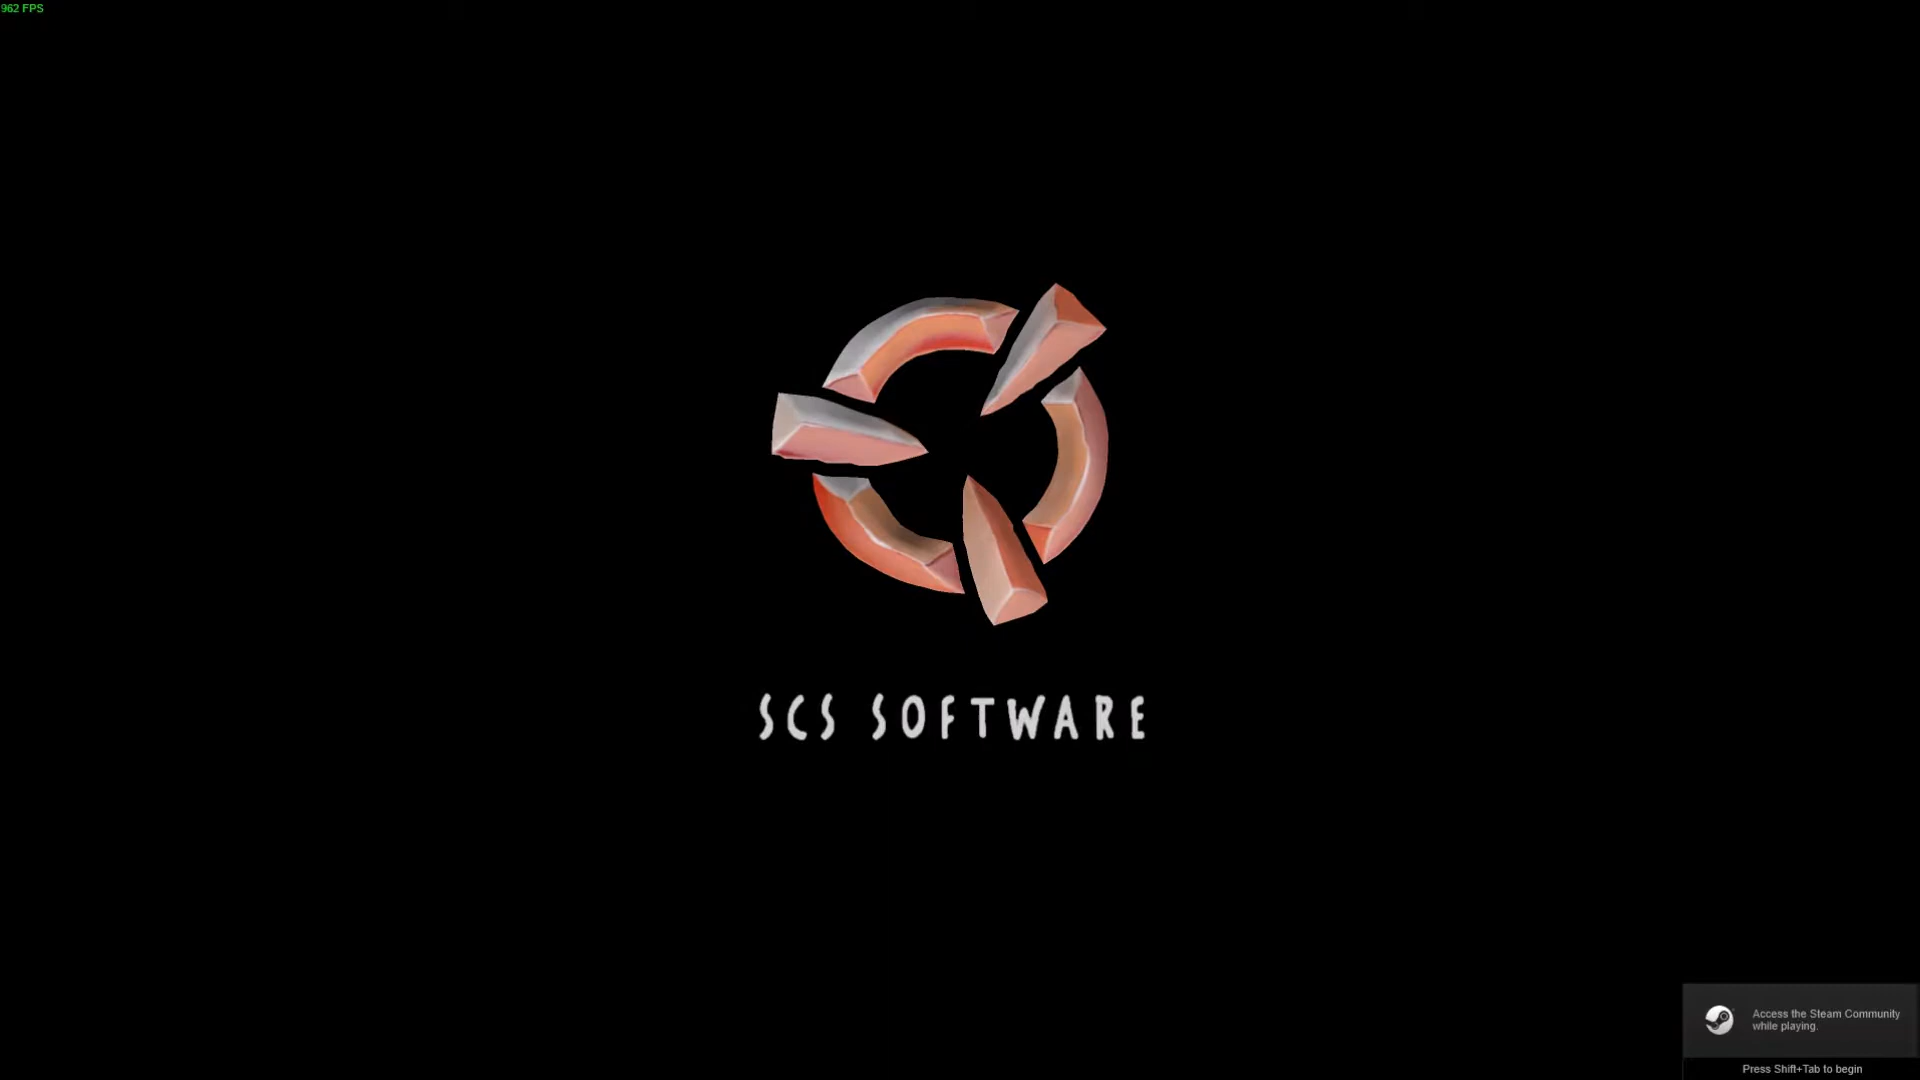 962 FPS
SCS SOFTWARE
Access the Steam Community
while playing.
Press Shift+Tab to begin